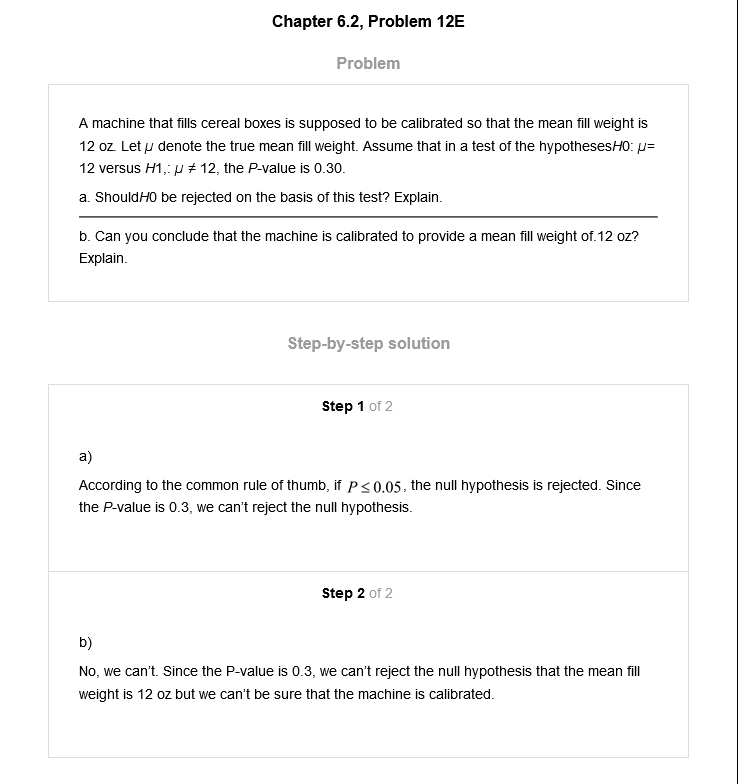 Chapter 6.2, Problem 12E
Problem
A machine that fills cereal boxes is supposed to be calibrated so that the mean fill weight is
12 oz. Let μ denote the true mean fill weight. Assume that in a test of the hypothesesH0: μ=
12 versus H1,: μ ≠ 12, the P-value is 0.30.
a. ShouldH0 be rejected on the basis of this test? Explain.
b. Can you conclude that the machine is calibrated to provide a mean fill weight of.12 oz?
Explain.
Step-by-step solution
Step 1 of 2
a)
According to the common rule of thumb, if P ≤ 0.05, the null hypothesis is rejected. Since
the P-value is 0.3, we can't reject the null hypothesis.
Step 2 of 2
b)
No, we can't. Since the P-value is 0.3, we can't reject the null hypothesis that the mean fill
weight is 12 oz but we can't be sure that the machine is calibrated.